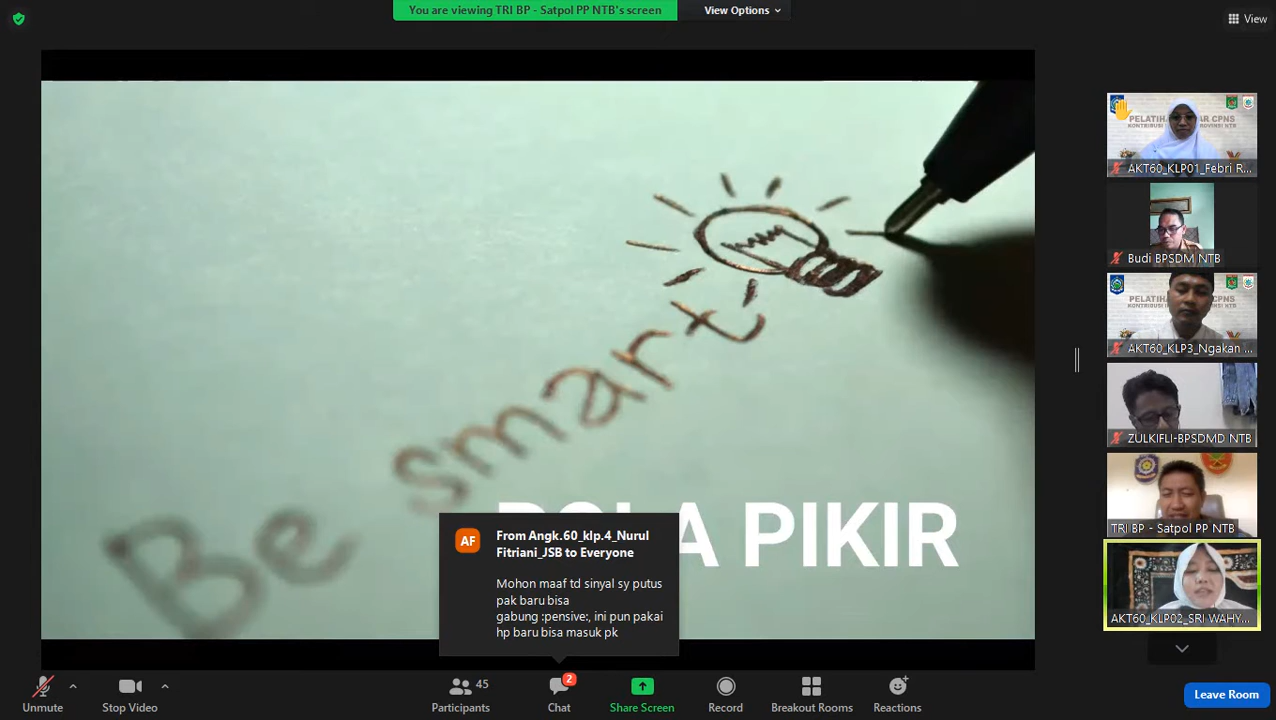 You are viewing TRI BP - Satpol PP NTB's screen
View Options
View
AKT60_KLP01_Febri R...
Budi BPSDM NTB
AKT60_KLP3_Ngakan ...
ZULKIFLI-BPSDMD NTB
TRI BP - Satpol PP NTB
AKT60_KLP02_SRI WAHY...
Be smart
PIKIR
AF
From Angk.60_klp.4_Nurul
Fitriani_JSB to Everyone
Mohon maaf td sinyal sy putus
pak baru bisa
gabung :pensive:, ini pun pakai
hp baru bisa masuk pk
Unmute
Stop Video
45
Participants
2
Chat
Share Screen
Record
Breakout Rooms
Reactions
Leave Room